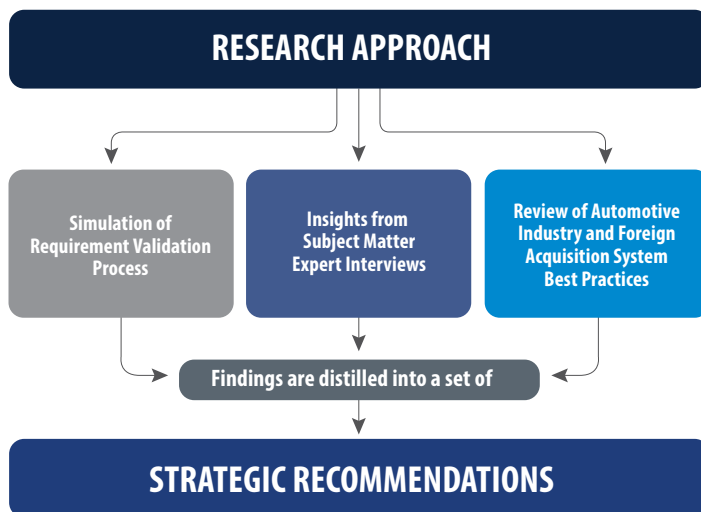 RESEARCH APPROACH
Simulation of
Requirement Validation
Process
Insights from
Subject Matter
Expert Interviews
Review of Automotive
Industry and Foreign
Acquisition System
Best Practices
Findings are distilled into a set of
STRATEGIC RECOMMENDATIONS